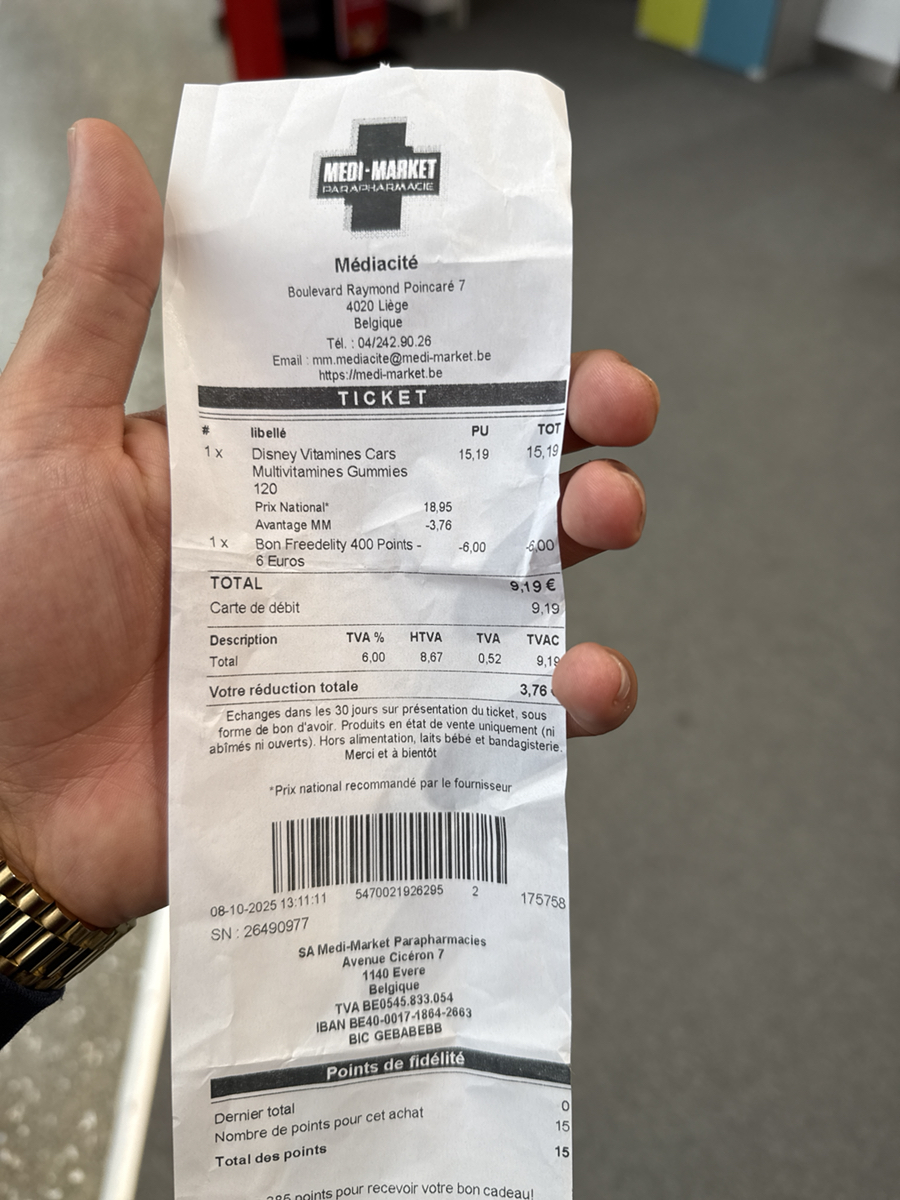 MEDI-MARKET
PARAPHARMACIE
Médiacité
Boulevard Raymond Poincaré 7
4020 Liège
Belgique
Tél. : 04/242.90.26
Email : mm.mediacite@medi-market.be
https://medi-market.be
TICKET
# libellé PU TOT
1 x Disney Vitamines Cars 15,19 15,19
Multivitamines Gummies
120
Prix National* 18,95
Avantage MM -3,76
1 x Bon Freedelity 400 Points - -6,00 -6,00
6 Euros
TOTAL 9,19 €
Carte de débit 9,19
Description TVA % HTVA TVA TVAC
Total 6,00 8,67 0,52 9,19
Votre réduction totale 3,76
Echanges dans les 30 jours sur présentation du ticket, sous
forme de bon d'avoir. Produits en état de vente uniquement (ni
abîmés ni ouverts). Hors alimentation, laits bébé et bandagisterie.
Merci et à bientôt
*Prix national recommandé par le fournisseur
08-10-2025 13:11:11 5470021926295 2 175758
SN : 26490977
SA Medi-Market Parapharmacies
Avenue Cicéron 7
1140 Evere
Belgique
TVA BE0545.833.054
IBAN BE40-0017-1864-2663
BIC GEBABEBB
Points de fidélité
Dernier total 0
Nombre de points pour cet achat 15
Total des points 15
points pour recevoir votre bon cadeau!